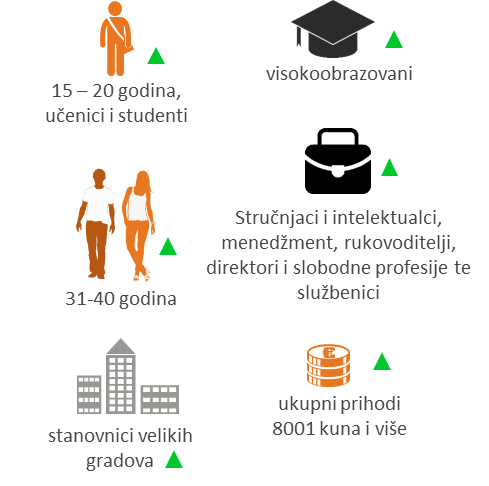 15 – 20 godina,
učenici i studenti
visokoobrazovani
31-40 godina
Stručnjaci i intelektualci,
menedžment, rukovoditelji,
direktori i slobodne profesije te
službenici
stanovnici velikih
gradova
€
ukupni prihodi
8001 kuna i više